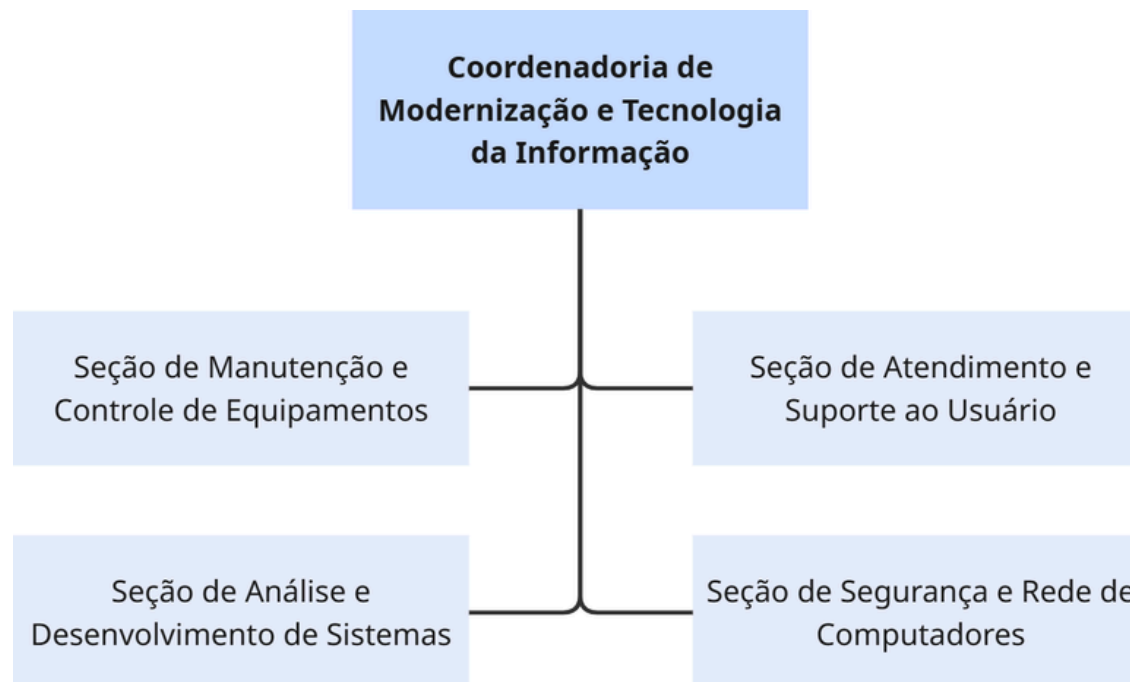 Coordenadoria de
Modernização e Tecnologia
da Informação
Seção de Manutenção e
Controle de Equipamentos
Seção de Atendimento e
Suporte ao Usuário
Seção de Análise e
Desenvolvimento de Sistemas
Seção de Segurança e Rede de
Computadores